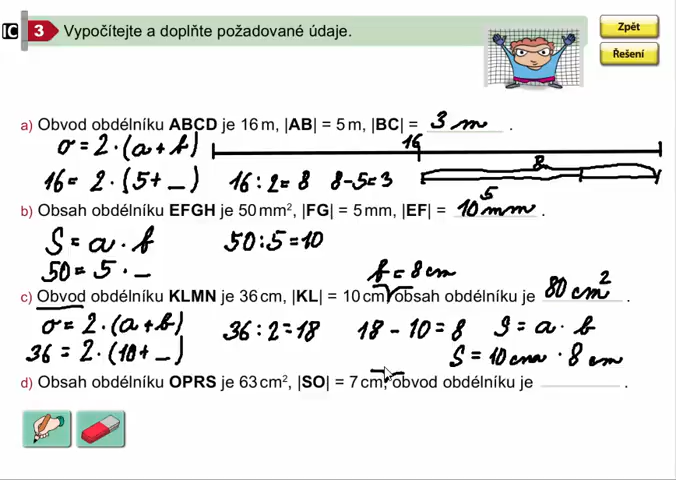 IC 3 Vypočítejte a doplňte požadované údaje.
Zpět
Řešení
a) Obvod obdélníku ABCD je 16 m, |AB| = 5 m, |BC| = 3 m .
o = 2 · (a + b)
16
8
16 = 2 · (5 + _ ) 16 : 2 = 8 8 - 5 = 3
5
b) Obsah obdélníku EFGH je 50 mm², |FG| = 5 mm, |EF| = 10 mm .
S = a · b 50 : 5 = 10
50 = 5 · _
b = 8 cm
c) Obvod obdélníku KLMN je 36 cm, |KL| = 10 cm, obsah obdélníku je 80 cm² .
o = 2 · (a + b) 36 : 2 = 18 18 - 10 = 8 S = a · b
36 = 2 · (10 + _ ) S = 10 cm · 8 cm
d) Obsah obdélníku OPRS je 63 cm², |SO| = 7 cm, obvod obdélníku je ______ .